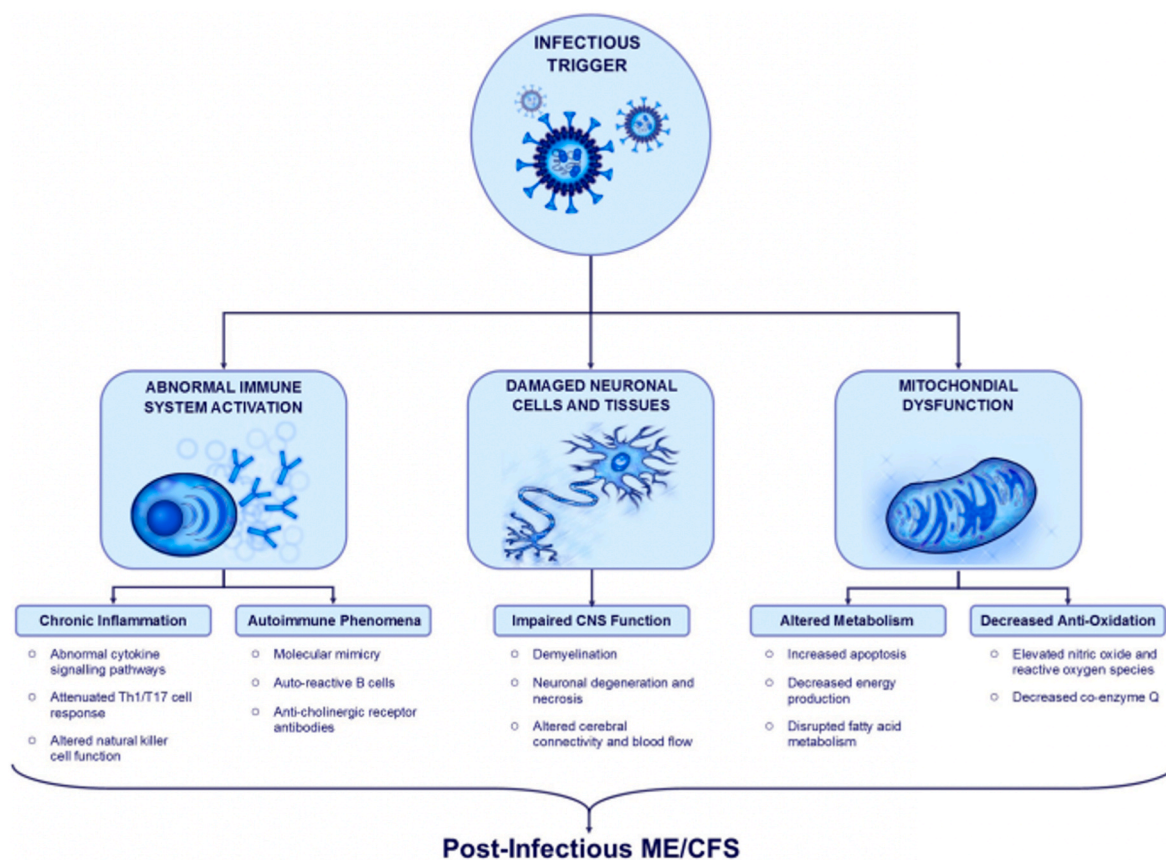 INFECTIOUS
TRIGGER
ABNORMAL IMMUNE
SYSTEM ACTIVATION
DAMAGED NEURONAL
CELLS AND TISSUES
MITOCHONDIAL
DYSFUNCTION
Chronic Inflammation
Abnormal cytokine
signalling pathways
Attenuated Th1/T17 cell
response
Altered natural killer
cell function
Autoimmune Phenomena
Molecular mimicry
Auto-reactive B cells
Anti-cholinergic receptor
antibodies
Impaired CNS Function
Demyelination
Neuronal degeneration and
necrosis
Altered cerebral
connectivity and blood flow
Altered Metabolism
Increased apoptosis
Decreased energy
production
Disrupted fatty acid
metabolism
Decreased Anti-Oxidation
Elevated nitric oxide and
reactive oxygen species
Decreased co-enzyme Q
Post-Infectious ME/CFS